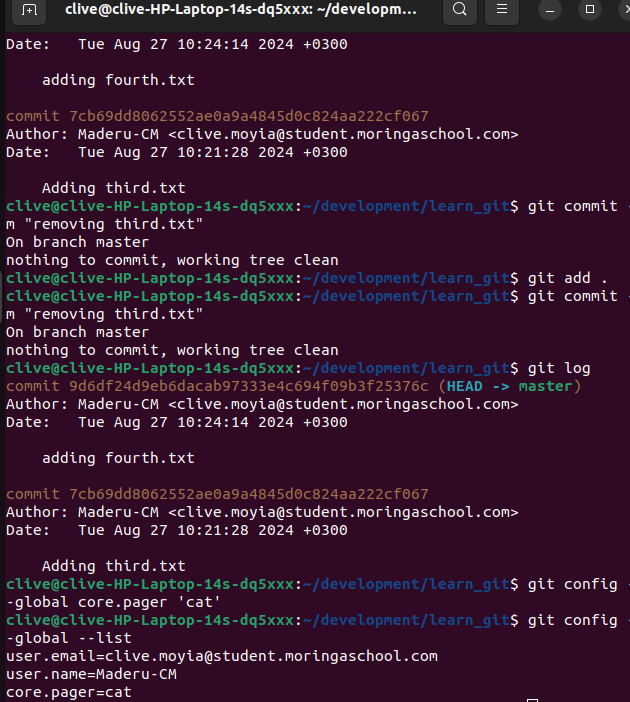 clive@clive-HP-Laptop-14s-dq5xxx: ~/developm...
Date:   Tue Aug 27 10:24:14 2024 +0300
    adding fourth.txt
commit 7cb69dd8062552ae0a9a4845d0c824aa222cf067
Author: Maderu-CM <clive.moyia@student.moringaschool.com>
Date:   Tue Aug 27 10:21:28 2024 +0300
    Adding third.txt
clive@clive-HP-Laptop-14s-dq5xxx:~/development/learn_git$ git commit -
m "removing third.txt"
On branch master
nothing to commit, working tree clean
clive@clive-HP-Laptop-14s-dq5xxx:~/development/learn_git$ git add .
clive@clive-HP-Laptop-14s-dq5xxx:~/development/learn_git$ git commit -
m "removing third.txt"
On branch master
nothing to commit, working tree clean
clive@clive-HP-Laptop-14s-dq5xxx:~/development/learn_git$ git log
commit 9d6df24d9eb6dacab97333e4c694f09b3f25376c (HEAD -> master)
Author: Maderu-CM <clive.moyia@student.moringaschool.com>
Date:   Tue Aug 27 10:24:14 2024 +0300
    adding fourth.txt
commit 7cb69dd8062552ae0a9a4845d0c824aa222cf067
Author: Maderu-CM <clive.moyia@student.moringaschool.com>
Date:   Tue Aug 27 10:21:28 2024 +0300
    Adding third.txt
clive@clive-HP-Laptop-14s-dq5xxx:~/development/learn_git$ git config -
-global core.pager 'cat'
clive@clive-HP-Laptop-14s-dq5xxx:~/development/learn_git$ git config -
-global --list
user.email=clive.moyia@student.moringaschool.com
user.name=Maderu-CM
core.pager=cat